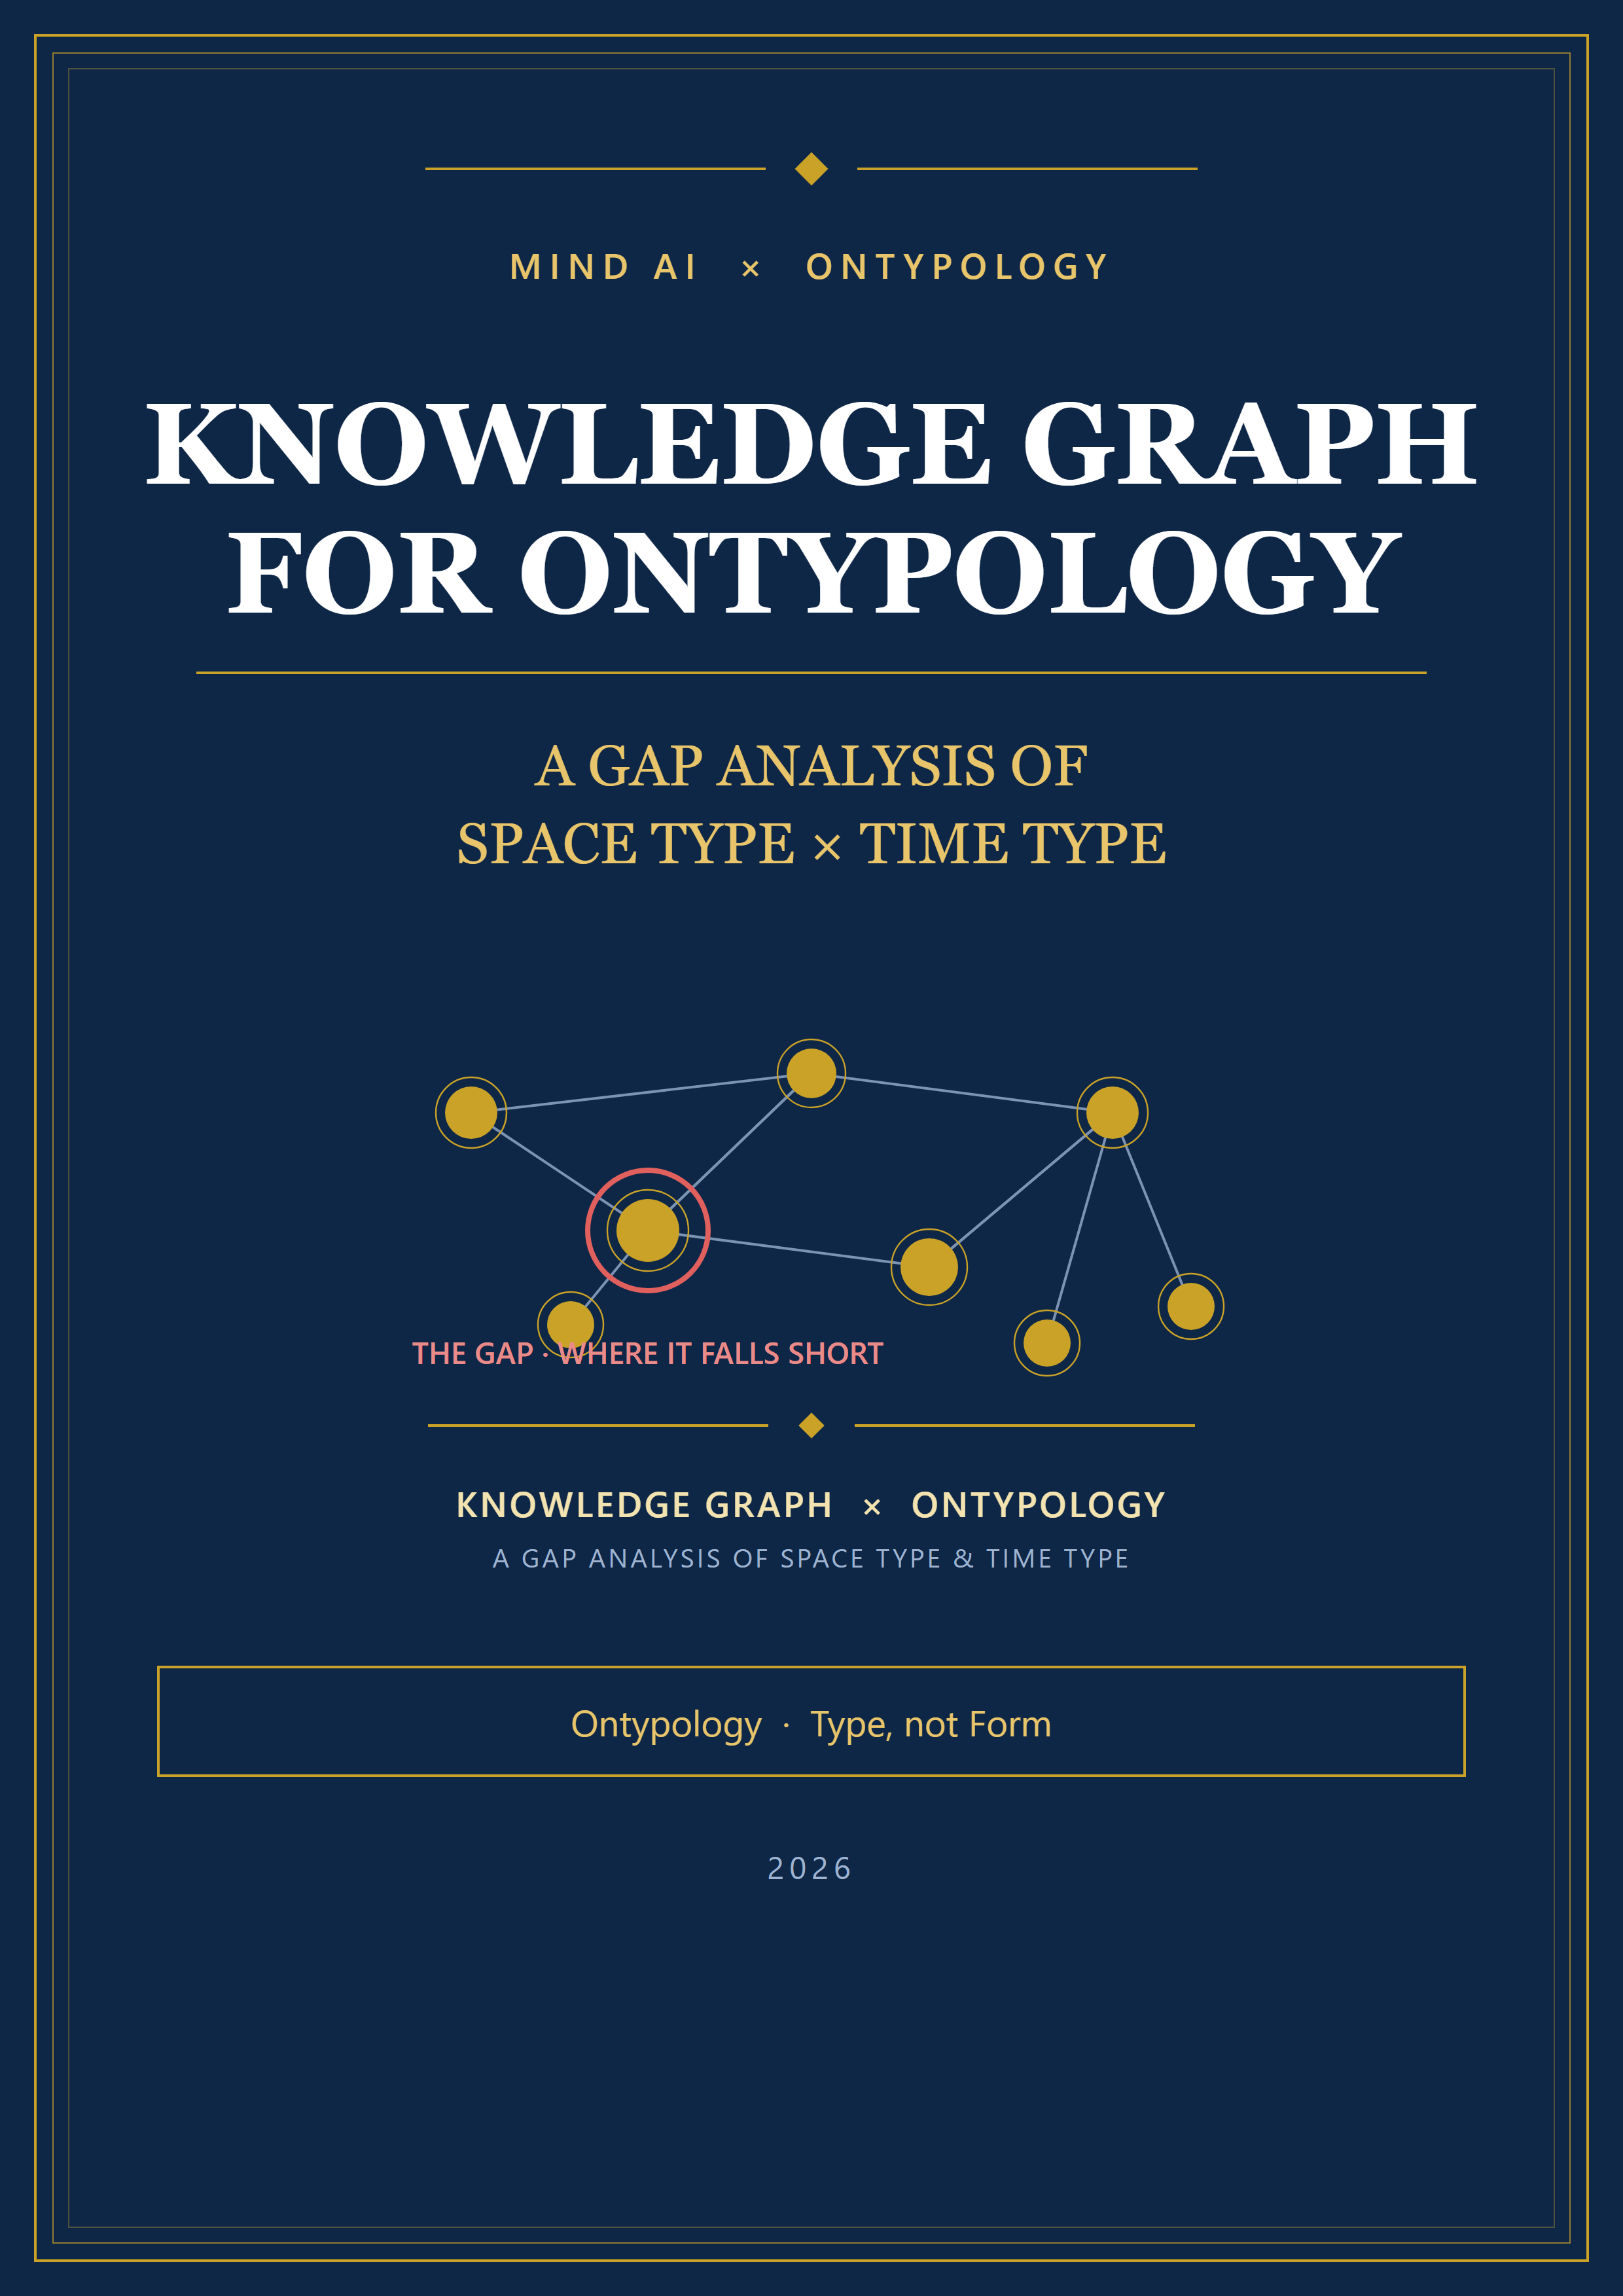 MIND AI × ONTYPOLOGY
KNOWLEDGE GRAPH
FOR ONTYPOLOGY
A GAP ANALYSIS OF
SPACE TYPE × TIME TYPE
THE GAP · WHERE IT FALLS SHORT
KNOWLEDGE GRAPH × ONTYPOLOGY
A GAP ANALYSIS OF SPACE TYPE & TIME TYPE
Ontypology · Type, not Form
2026